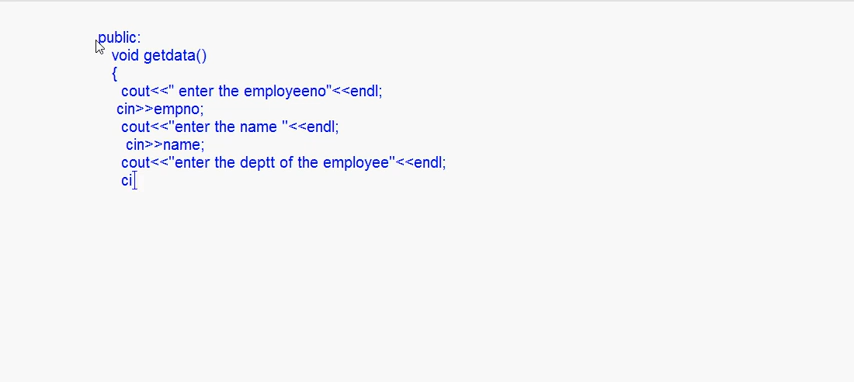 public:
void getdata()
{
cout<<" enter the employeeno"<<endl;
cin>>empno;
cout<<"enter the name "<<endl;
cin>>name;
cout<<"enter the deptt of the employee"<<endl;
ci